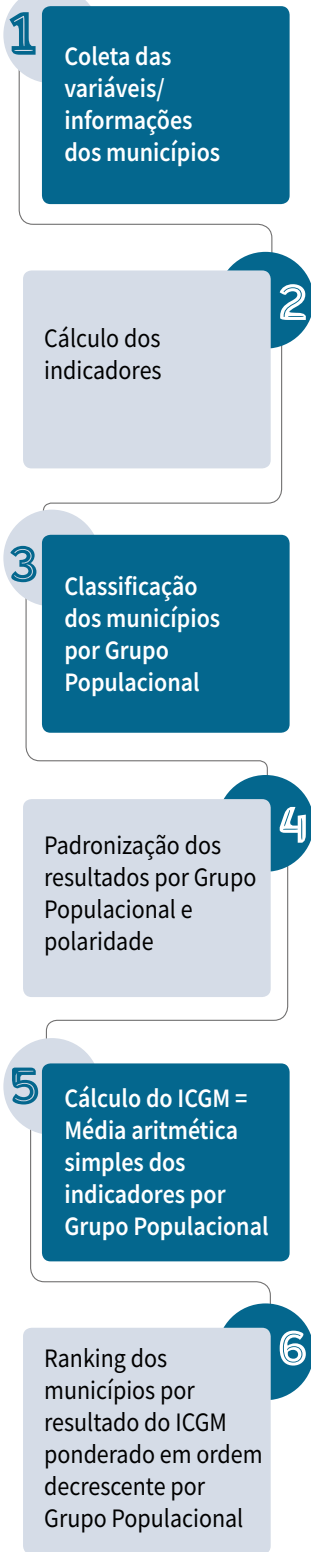 1
Coleta das
variáveis/
informações
dos municípios
2
Cálculo dos
indicadores
3
Classificação
dos municípios
por Grupo
Populacional
4
Padronização dos
resultados por Grupo
Populacional e
polaridade
5
Cálculo do ICGM =
Média aritmética
simples dos
indicadores por
Grupo Populacional
6
Ranking dos
municípios por
resultado do ICGM
ponderado em ordem
decrescente por
Grupo Populacional